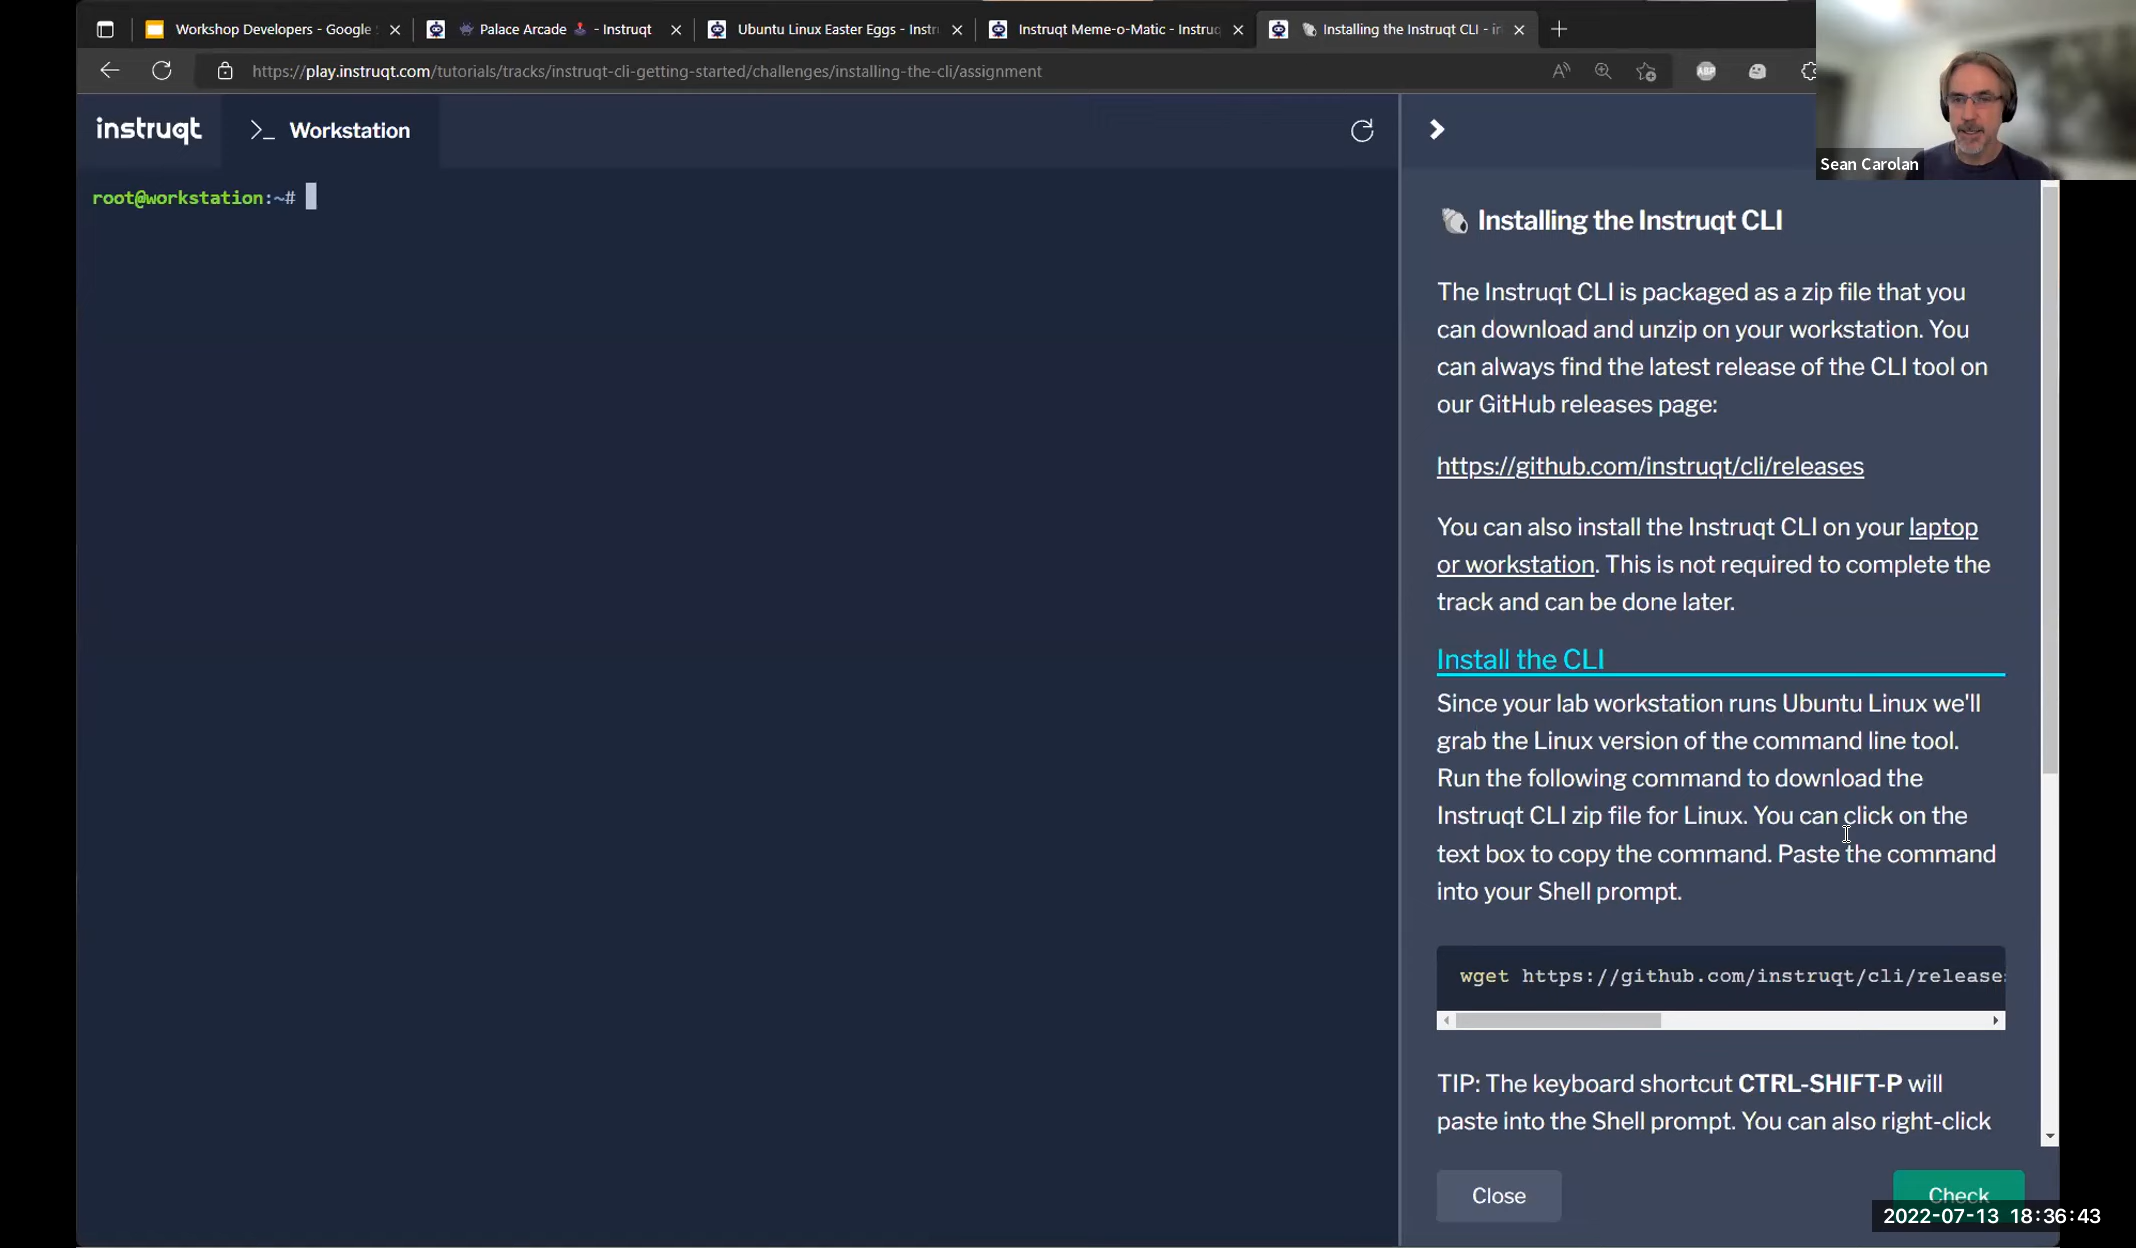 Workshop Developers - Google
Palace Arcade - Instruqt
Ubuntu Linux Easter Eggs - Instr
Instruqt Meme-o-Matic - Instruq
Installing the Instruqt CLI - in
https://play.instruqt.com/tutorials/tracks/instruqt-cli-getting-started/challenges/installing-the-cli/assignment
ABP
instruqt
>_ Workstation
Sean Carolan
root@workstation:~#
Installing the Instruqt CLI
The Instruqt CLI is packaged as a zip file that you
can download and unzip on your workstation. You
can always find the latest release of the CLI tool on
our GitHub releases page:
https://github.com/instruqt/cli/releases
You can also install the Instruqt CLI on your laptop
or workstation. This is not required to complete the
track and can be done later.
Install the CLI
Since your lab workstation runs Ubuntu Linux we'll
grab the Linux version of the command line tool.
Run the following command to download the
Instruqt CLI zip file for Linux. You can click on the
text box to copy the command. Paste the command
into your Shell prompt.
wget https://github.com/instruqt/cli/releases
TIP: The keyboard shortcut CTRL-SHIFT-P will
paste into the Shell prompt. You can also right-click
Close
Check
2022-07-13 18:36:43